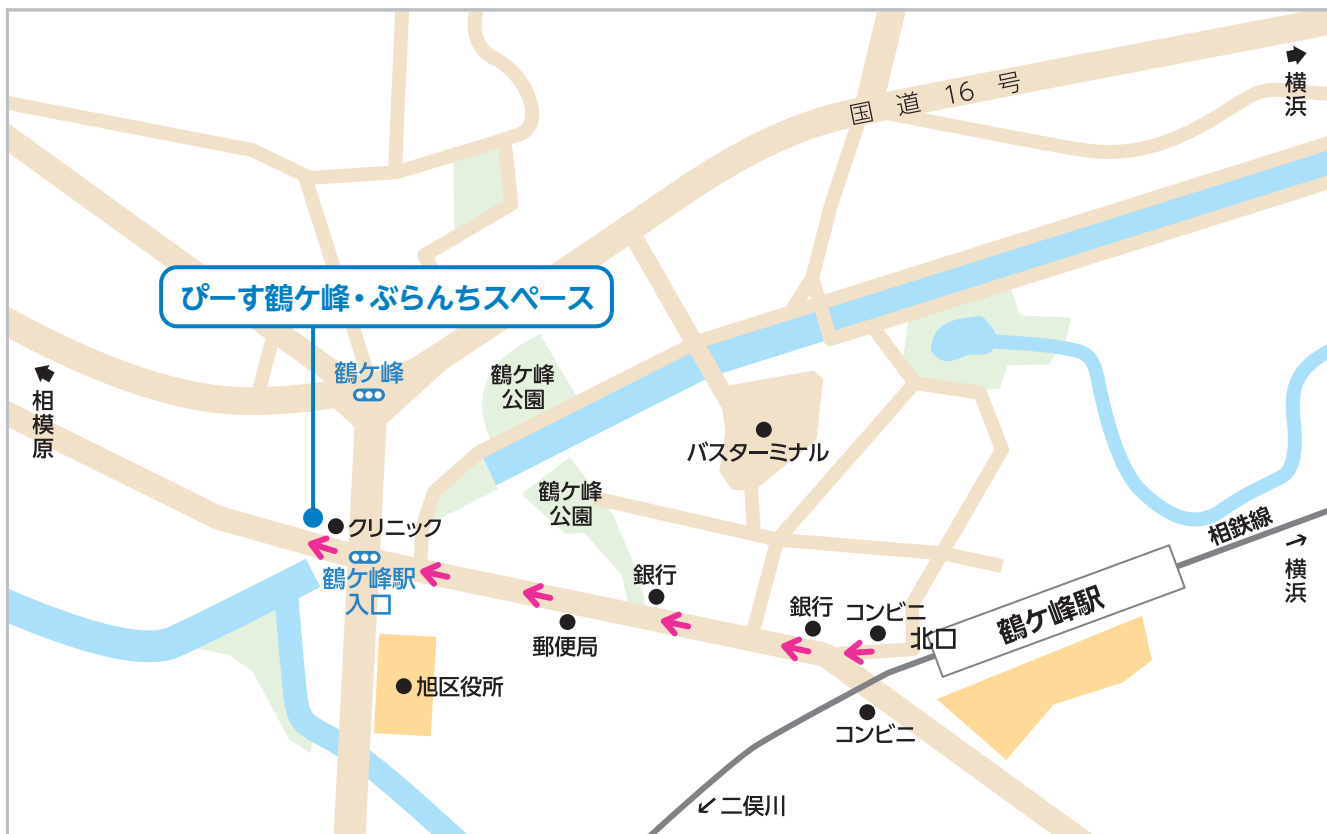 国道16号
横浜
ぴーす鶴ケ峰・ぶらんちスペース
鶴ケ峰
相模原
鶴ケ峰
公園
バスターミナル
鶴ケ峰
公園
クリニック
鶴ケ峰駅
入口
相鉄線
横浜
銀行
銀行
コンビニ
北口
鶴ケ峰駅
郵便局
旭区役所
コンビニ
二俣川